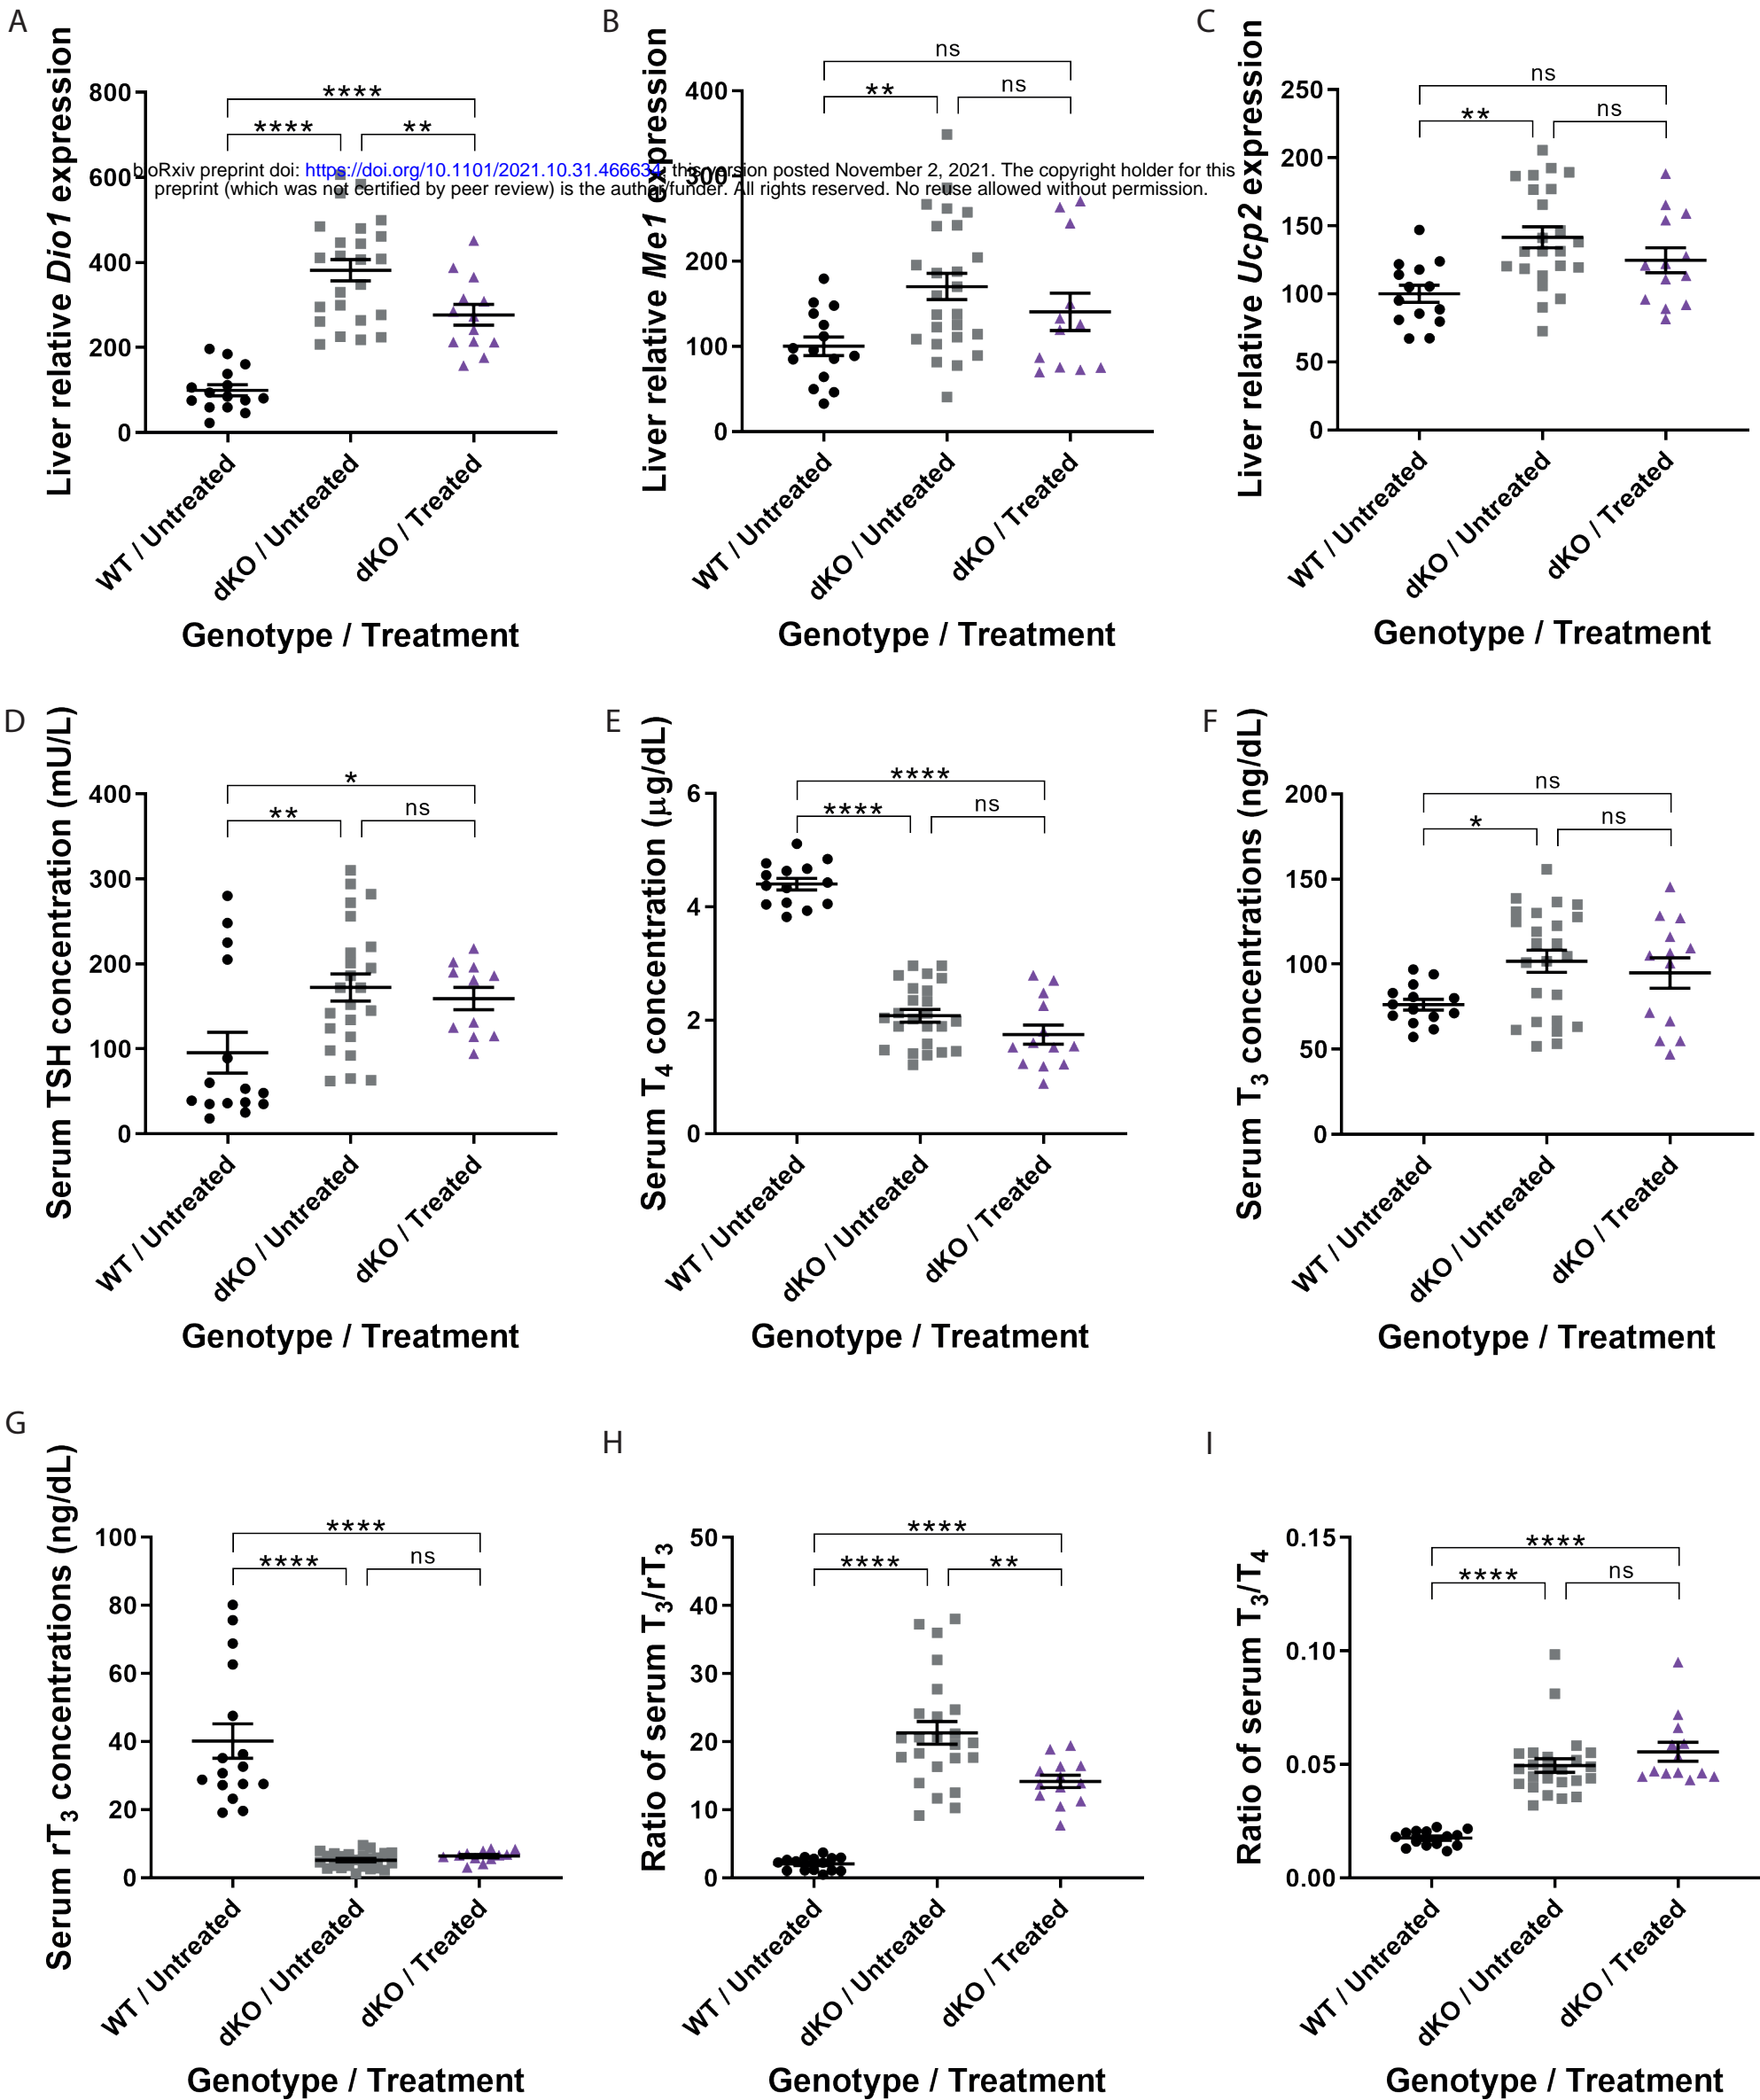 A
B
C
Liver relative Dio1 expression
800
600
400
200
0
****
****
**
WT / Untreated
dKO / Untreated
dKO / Treated
Genotype / Treatment
Liver relative Me1 expression
400
300
200
100
0
ns
**
ns
WT / Untreated
dKO / Untreated
dKO / Treated
Genotype / Treatment
Liver relative Ucp2 expression
250
200
150
100
50
0
ns
**
ns
WT / Untreated
dKO / Untreated
dKO / Treated
Genotype / Treatment
bioRxiv preprint doi: https://doi.org/10.1101/2021.10.31.466634; this version posted November 2, 2021. The copyright holder for this
preprint (which was not certified by peer review) is the author/funder. All rights reserved. No reuse allowed without permission.
D
E
F
Serum TSH concentration (mU/L)
400
300
200
100
0
*
**
ns
WT / Untreated
dKO / Untreated
dKO / Treated
Genotype / Treatment
Serum T4 concentration (µg/dL)
6
4
2
0
****
****
ns
WT / Untreated
dKO / Untreated
dKO / Treated
Genotype / Treatment
Serum T3 concentrations (ng/dL)
200
150
100
50
0
ns
*
ns
WT / Untreated
dKO / Untreated
dKO / Treated
Genotype / Treatment
G
H
I
Serum rT3 concentrations (ng/dL)
100
80
60
40
20
0
****
****
ns
WT / Untreated
dKO / Untreated
dKO / Treated
Genotype / Treatment
Ratio of serum T3/rT3
50
40
30
20
10
0
****
****
**
WT / Untreated
dKO / Untreated
dKO / Treated
Genotype / Treatment
Ratio of serum T3/T4
0.15
0.10
0.05
0.00
****
****
ns
WT / Untreated
dKO / Untreated
dKO / Treated
Genotype / Treatment